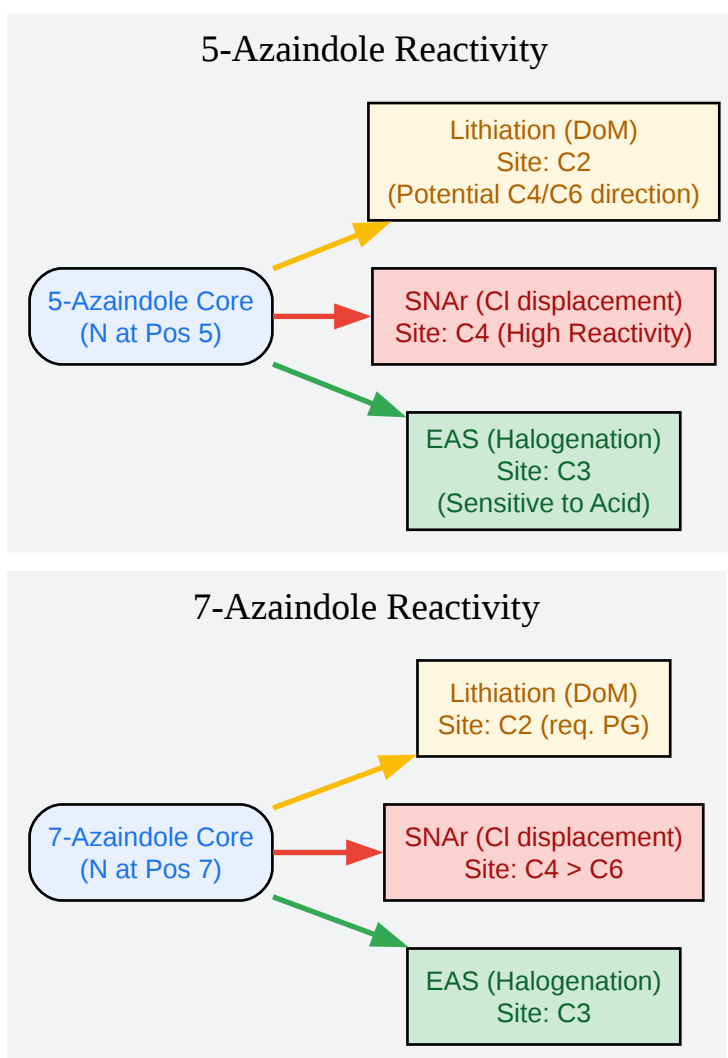 5-Azaindole Reactivity
Lithiation (DoM)
Site: C2
(Potential C4/C6 direction)
5-Azaindole Core
(N at Pos 5)
SNAr (Cl displacement)
Site: C4 (High Reactivity)
EAS (Halogenation)
Site: C3
(Sensitive to Acid)
7-Azaindole Reactivity
Lithiation (DoM)
Site: C2 (req. PG)
7-Azaindole Core
(N at Pos 7)
SNAr (Cl displacement)
Site: C4 > C6
EAS (Halogenation)
Site: C3